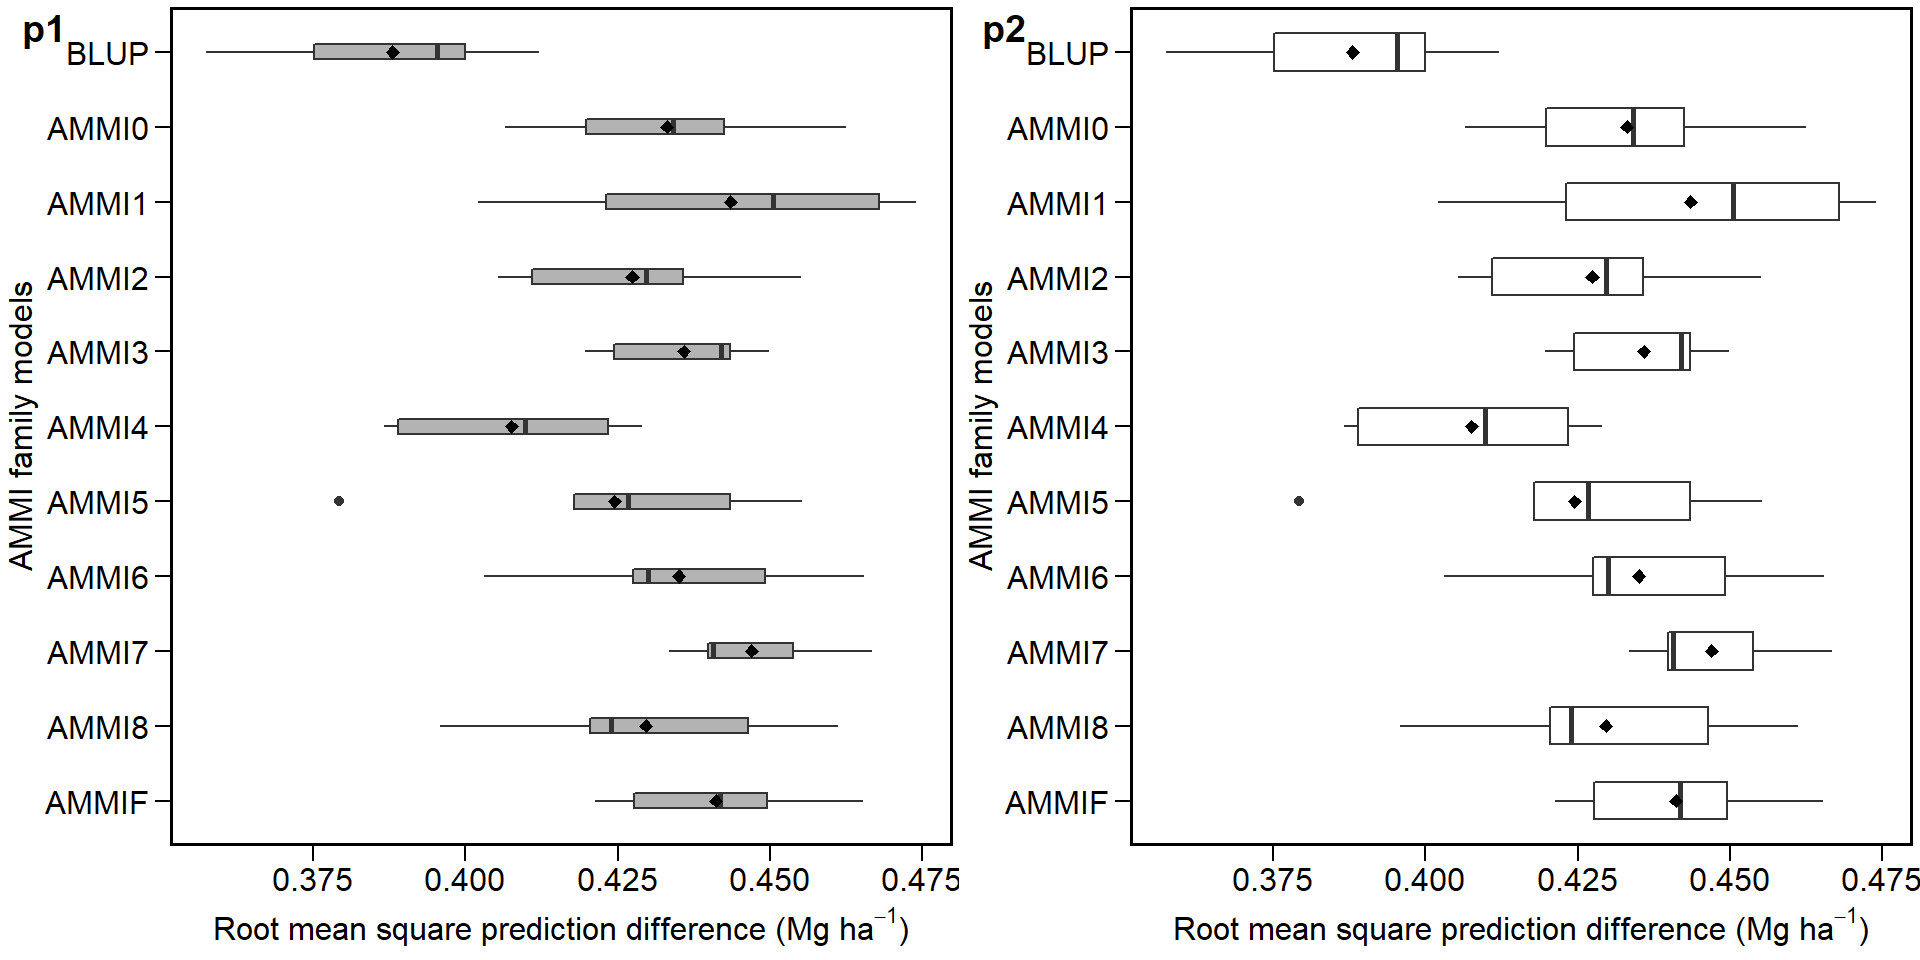 p1
BLUP
AMMI0
AMMI1
AMMI2
AMMI3
AMMI4
AMMI5
AMMI6
AMMI7
AMMI8
AMMIF
AMMI family models
0.375 0.400 0.425 0.450 0.475
Root mean square prediction difference (Mg ha⁻¹)
p2
BLUP
AMMI0
AMMI1
AMMI2
AMMI3
AMMI4
AMMI5
AMMI6
AMMI7
AMMI8
AMMIF
AMMI family models
0.375 0.400 0.425 0.450 0.475
Root mean square prediction difference (Mg ha⁻¹)